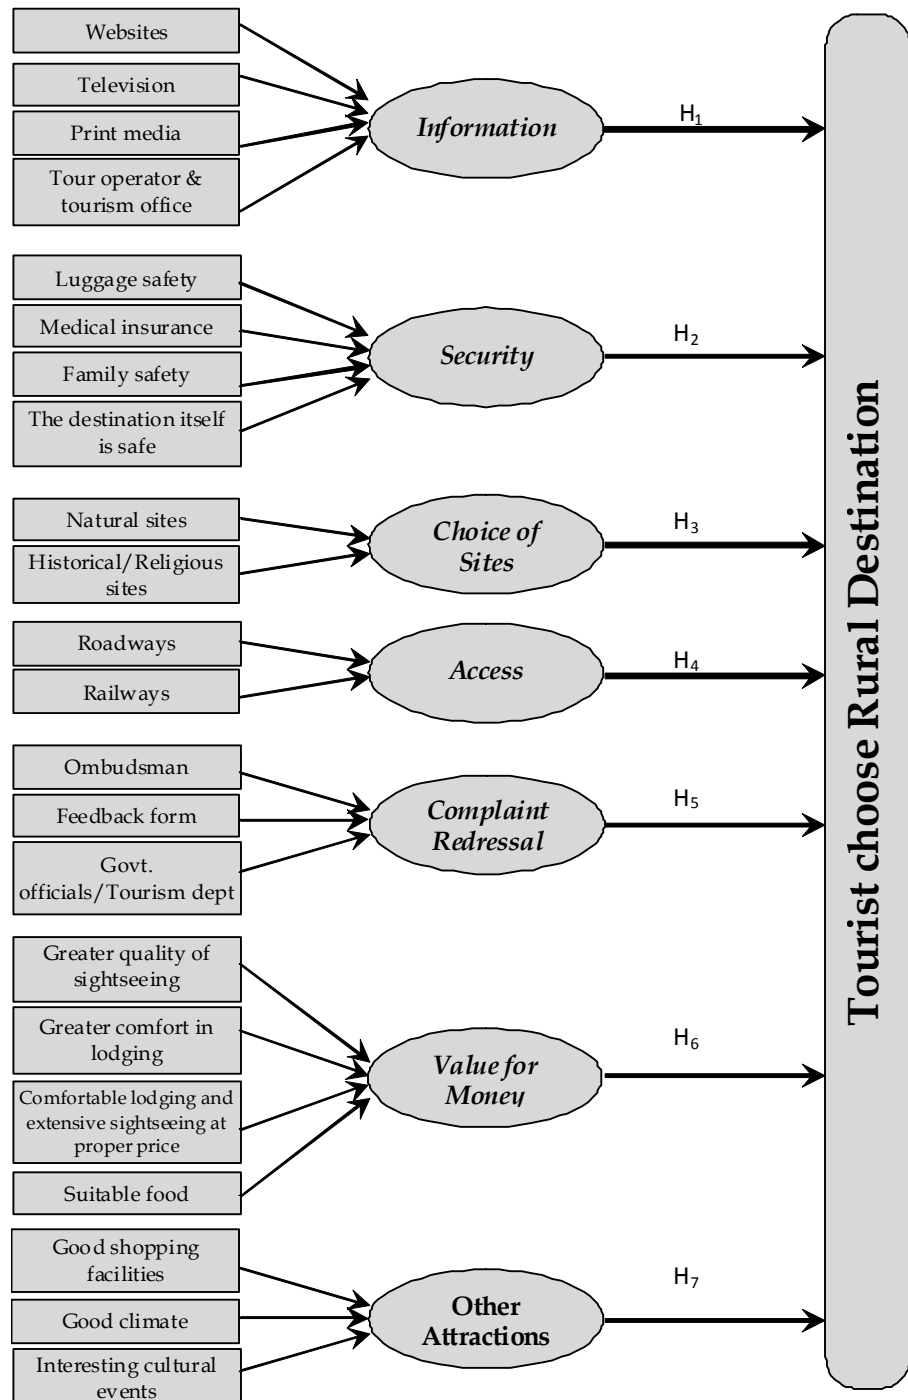 Websites
Television
Print media
Tour operator &
tourism office
Information
H₁
Luggage safety
Medical insurance
Family safety
The destination itself
is safe
Security
H₂
Natural sites
Historical/Religious
sites
Choice of
Sites
H₃
Roadways
Railways
Access
H₄
Ombudsman
Feedback form
Govt.
officials/Tourism dept
Complaint
Redressal
H₅
Greater quality of
sightseeing
Greater comfort in
lodging
Comfortable lodging and
extensive sightseeing at
proper price
Suitable food
Value for
Money
H₆
Good shopping
facilities
Good climate
Interesting cultural
events
Other
Attractions
H₇
Tourist choose Rural Destination